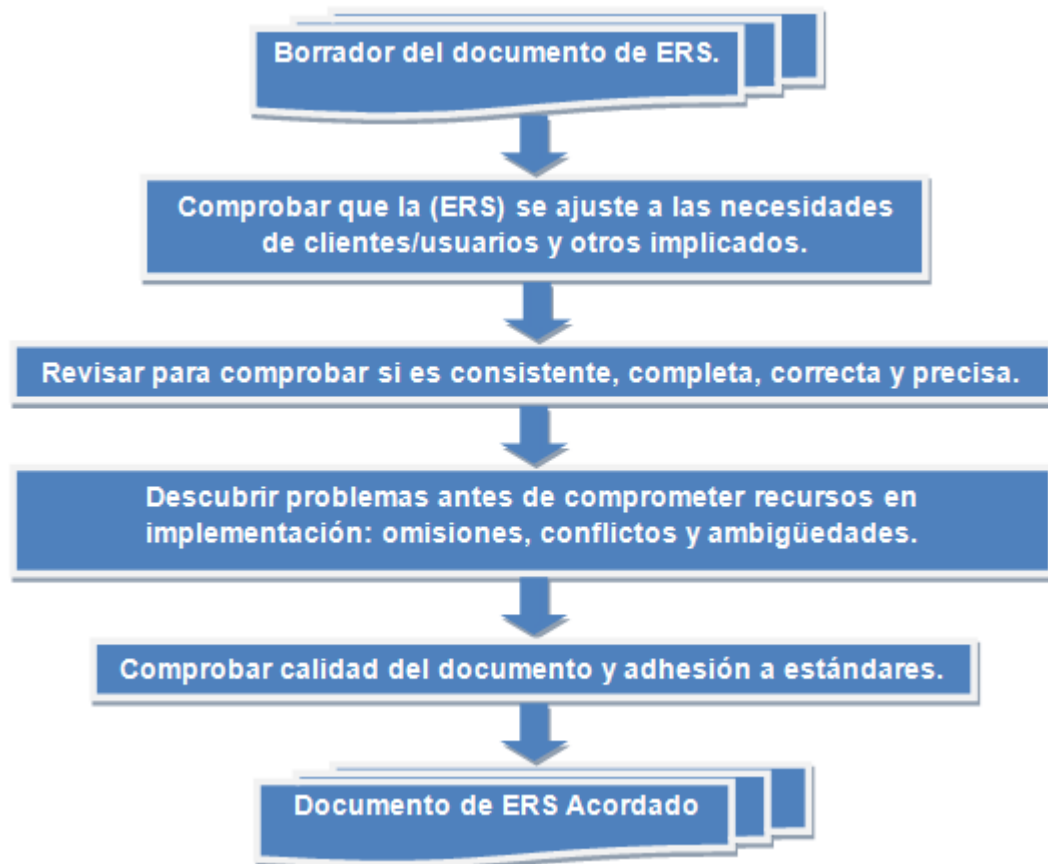 Borrador del documento de ERS.
Comprobar que la (ERS) se ajuste a las necesidades
de clientes/usuarios y otros implicados.
Revisar para comprobar si es consistente, completa, correcta y precisa.
Descubrir problemas antes de comprometer recursos en
implementación: omisiones, conflictos y ambigüedades.
Comprobar calidad del documento y adhesión a estándares.
Documento de ERS Acordado